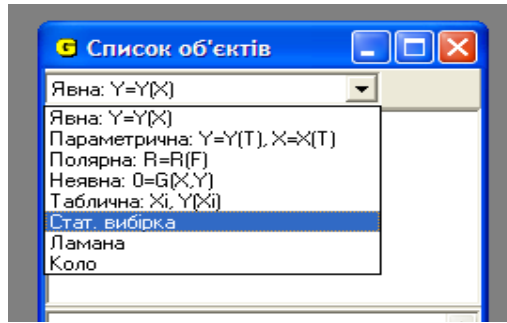 G Список об'єктів
Явна: Y=Y(X)
Явна: Y=Y(X)
Параметрична: Y=Y(T), X=X(T)
Полярна: R=R(F)
Неявна: 0=G(X,Y)
Таблична: Xi, Y(Xi)
Стат. вибірка
Ламана
Коло